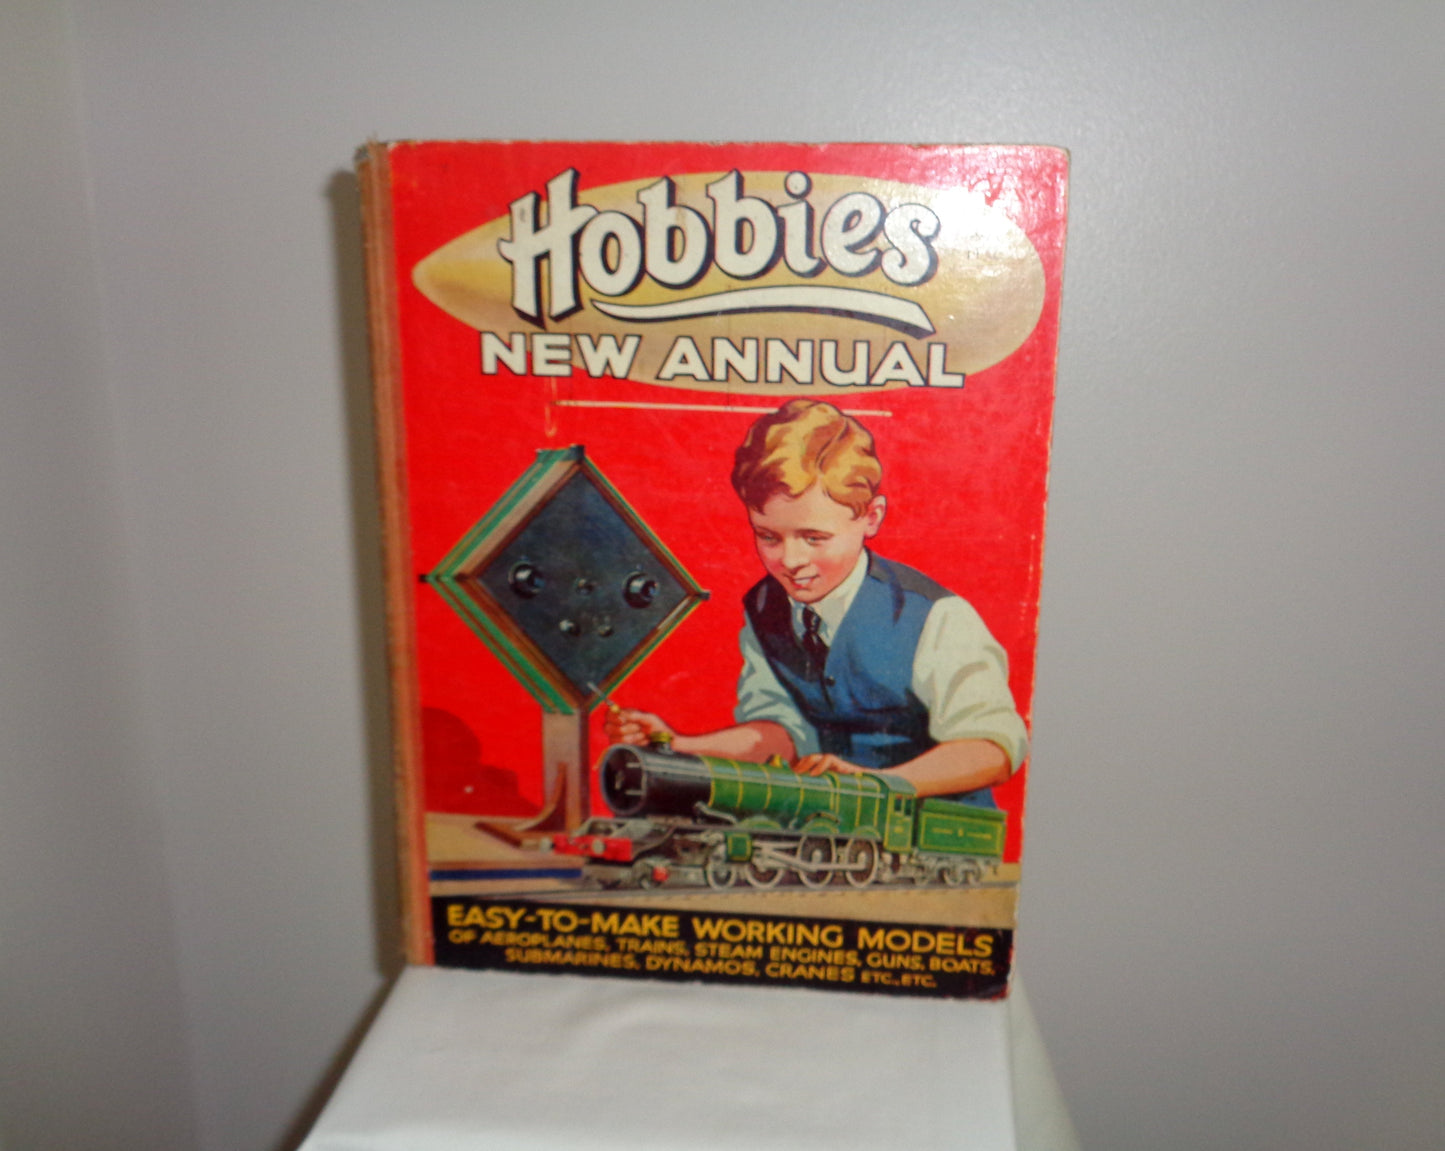 Hobbies
NEW ANNUAL
EASY-TO-MAKE WORKING MODELS
OF AEROPLANES, TRAINS, STEAM ENGINES, GUNS, BOATS,
SUBMARINES, DYNAMOS, CRANES ETC., ETC.